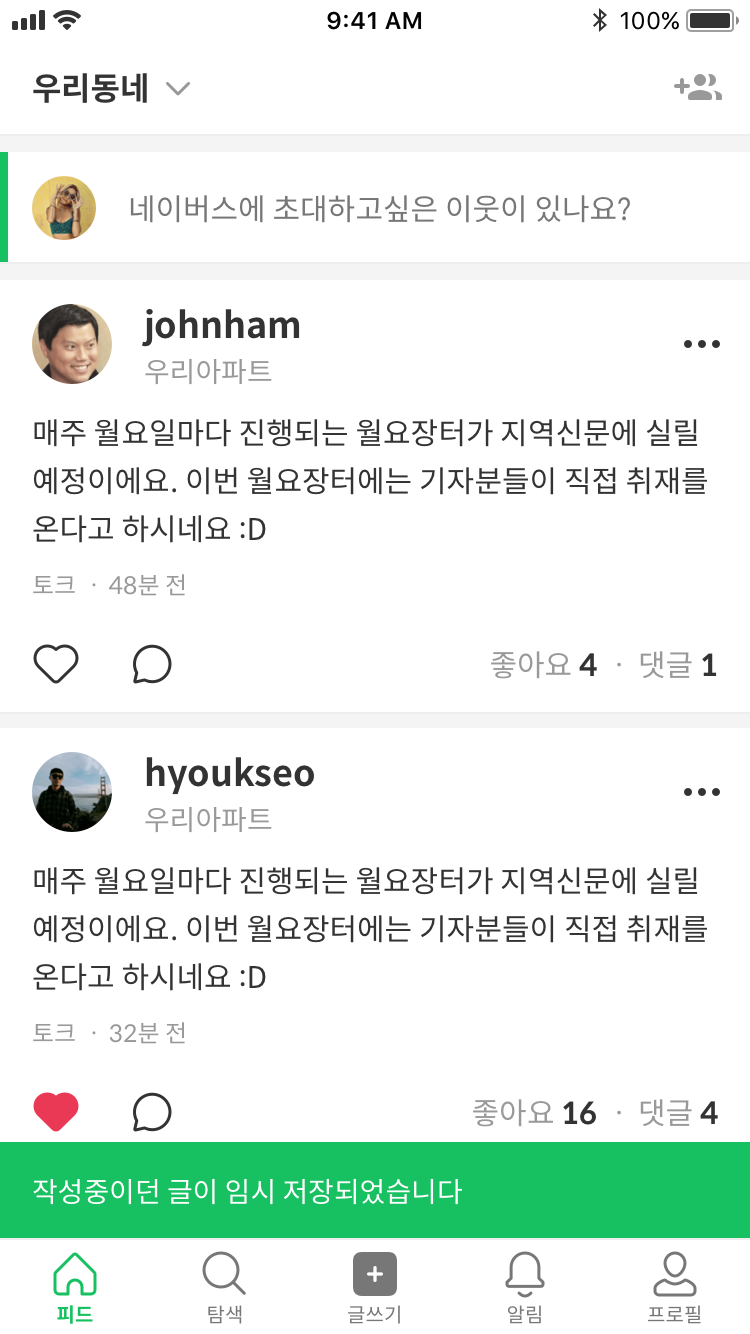 9:41 AM 100%
우리동네
네이버스에 초대하고싶은 이웃이 있나요?
johnham
우리아파트
매주 월요일마다 진행되는 월요장터가 지역신문에 실릴
예정이에요. 이번 월요장터에는 기자분들이 직접 취재를
온다고 하시네요 :D
토크 · 48분 전
좋아요 4 · 댓글 1
hyoukseo
우리아파트
매주 월요일마다 진행되는 월요장터가 지역신문에 실릴
예정이에요. 이번 월요장터에는 기자분들이 직접 취재를
온다고 하시네요 :D
토크 · 32분 전
좋아요 16 · 댓글 4
작성중이던 글이 임시 저장되었습니다
피드 탐색 글쓰기 알림 프로필